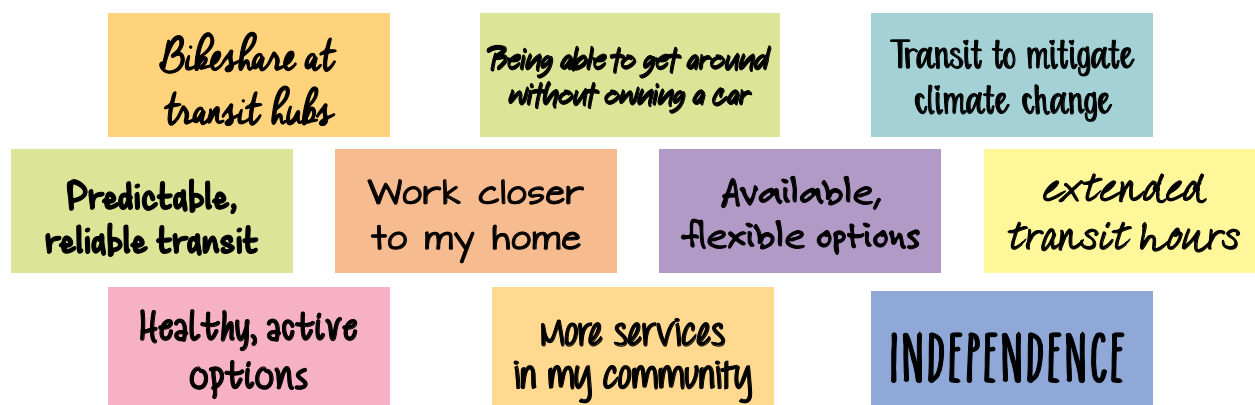 Bikeshare at
transit hubs
Being able to get around
without owning a car
Transit to mitigate
climate change
Predictable,
reliable transit
Work closer
to my home
Available,
flexible options
extended
transit hours
Healthy, active
options
More services
in my community
INDEPENDENCE